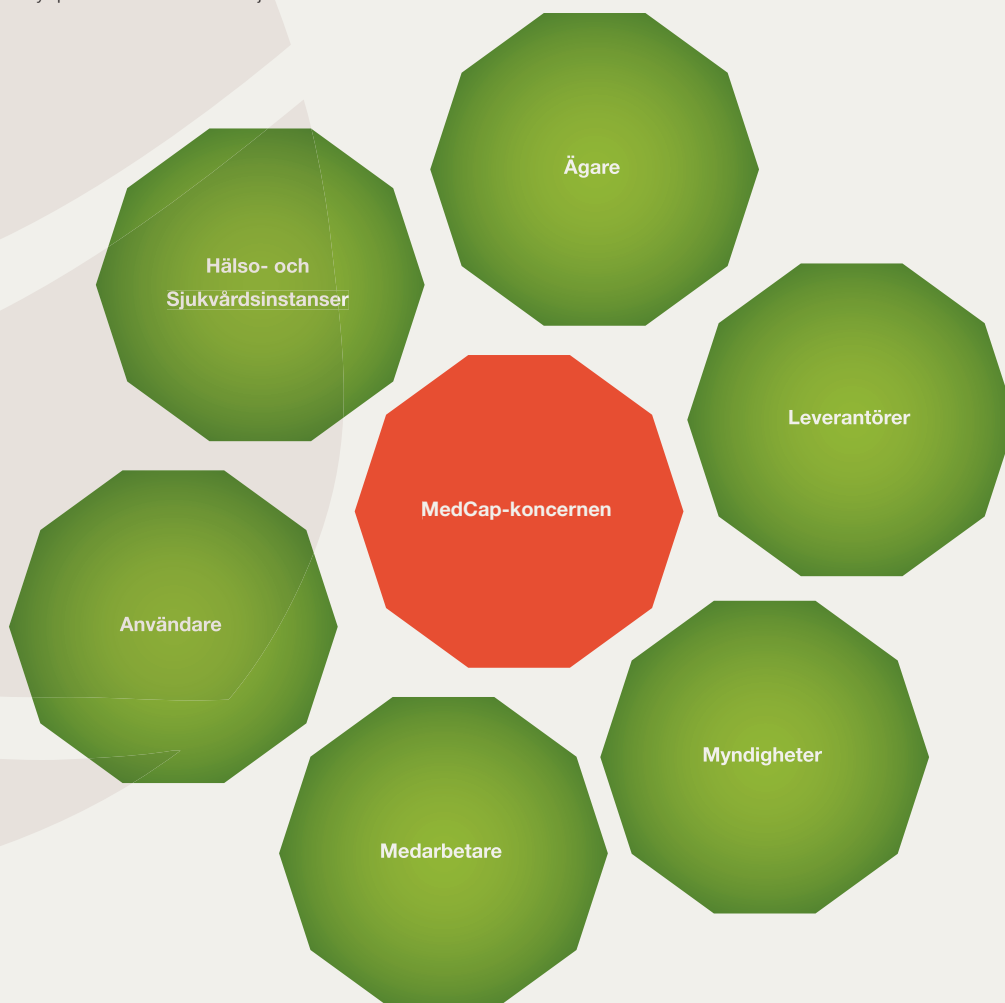 Ägare
Hälso- och
Sjukvårdsinstanser
Leverantörer
MedCap-koncernen
Användare
Myndigheter
Medarbetare